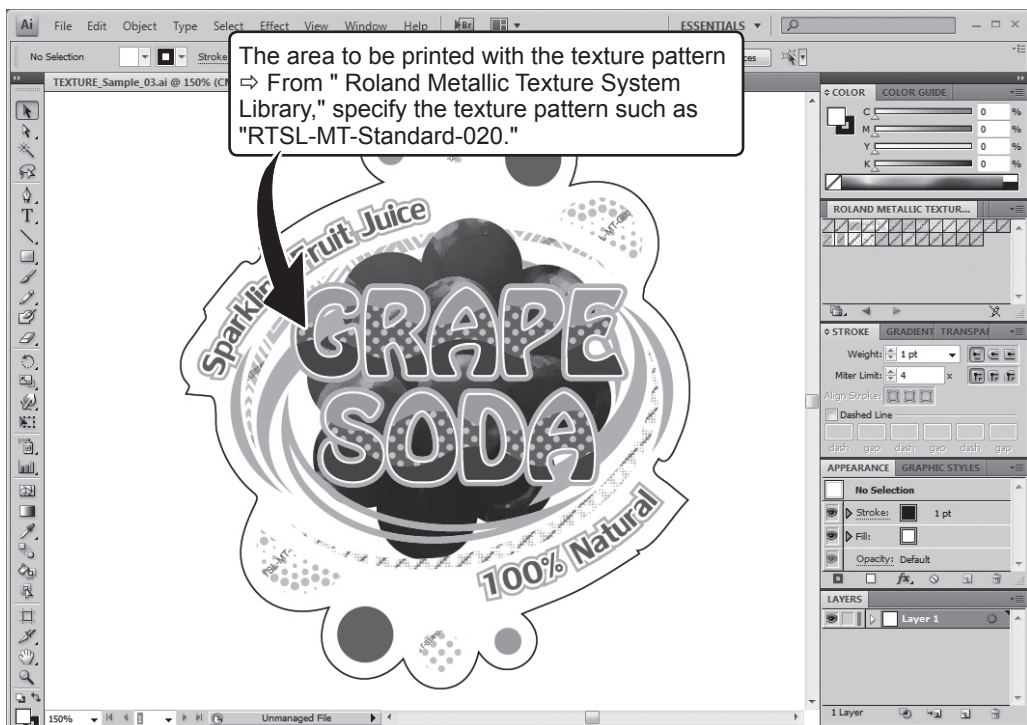 Ai File Edit Object Type Select Effect View Window Help Br ESSENTIALS
No Selection Stroke
The area to be printed with the texture pattern
⇨ From " Roland Metallic Texture System
Library," specify the texture pattern such as
"RTSL-MT-Standard-020."
TEXTURE_Sample_03.ai @ 150%
Sparkling Fruit Juice
GRAPE
SODA
100% Natural
COLOR COLOR GUIDE
C 0 %
M 0 %
Y 0 %
K 0 %
ROLAND METALLIC TEXTUR...
STROKE GRADIENT TRANSPAR
Weight: 1 pt
Miter Limit: 4 x
Align Stroke:
Dashed Line
dash gap dash gap dash gap
APPEARANCE GRAPHIC STYLES
No Selection
Stroke: 1 pt
Fill:
Opacity: Default
fx
LAYERS
Layer 1
1 Layer
150% 1 Unmanaged File